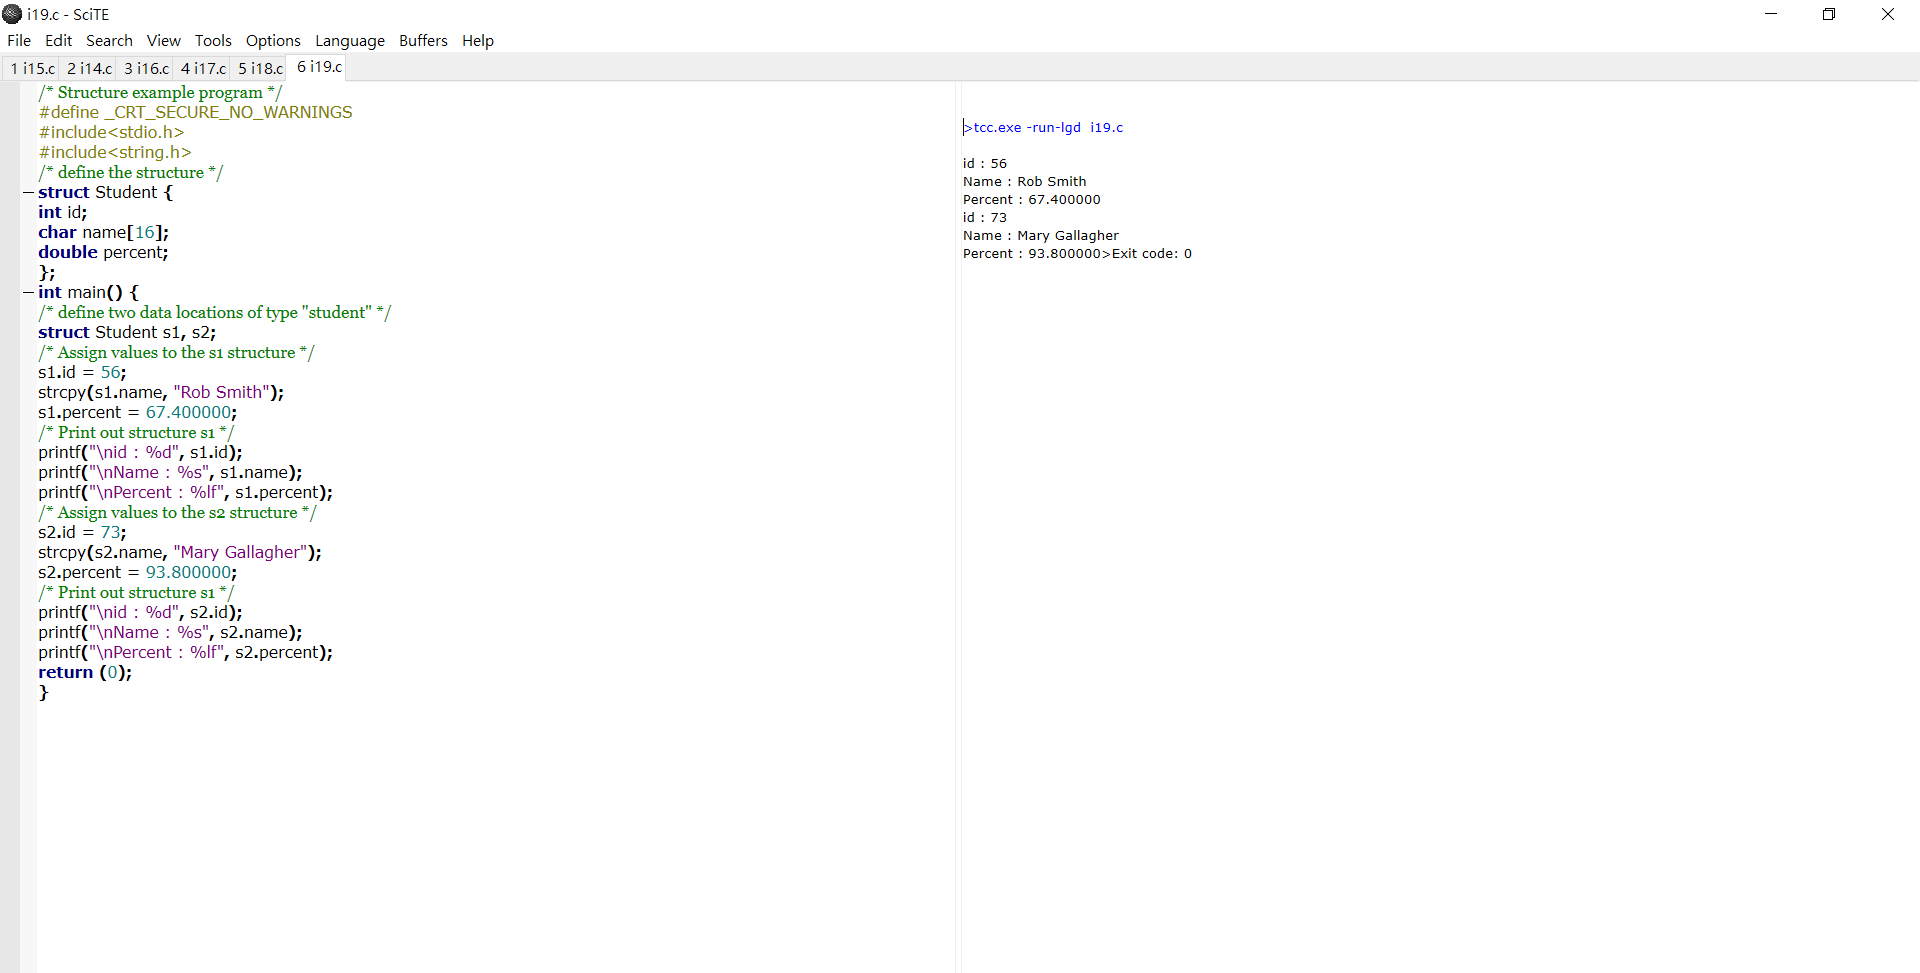 i19.c - SciTE
File Edit Search View Tools Options Language Buffers Help
1 i15.c 2 i14.c 3 i16.c 4 i17.c 5 i18.c 6 i19.c
/* Structure example program */
#define _CRT_SECURE_NO_WARNINGS
#include<stdio.h>
#include<string.h>
/* define the structure */
struct Student {
int id;
char name[16];
double percent;
};
int main() {
/* define two data locations of type "student" */
struct Student s1, s2;
/* Assign values to the s1 structure */
s1.id = 56;
strcpy(s1.name, "Rob Smith");
s1.percent = 67.400000;
/* Print out structure s1 */
printf("\nid : %d", s1.id);
printf("\nName : %s", s1.name);
printf("\nPercent : %lf", s1.percent);
/* Assign values to the s2 structure */
s2.id = 73;
strcpy(s2.name, "Mary Gallagher");
s2.percent = 93.800000;
/* Print out structure s1 */
printf("\nid : %d", s2.id);
printf("\nName : %s", s2.name);
printf("\nPercent : %lf", s2.percent);
return (0);
}
>tcc.exe -run-lgd  i19.c
id : 56
Name : Rob Smith
Percent : 67.400000
id : 73
Name : Mary Gallagher
Percent : 93.800000>Exit code: 0